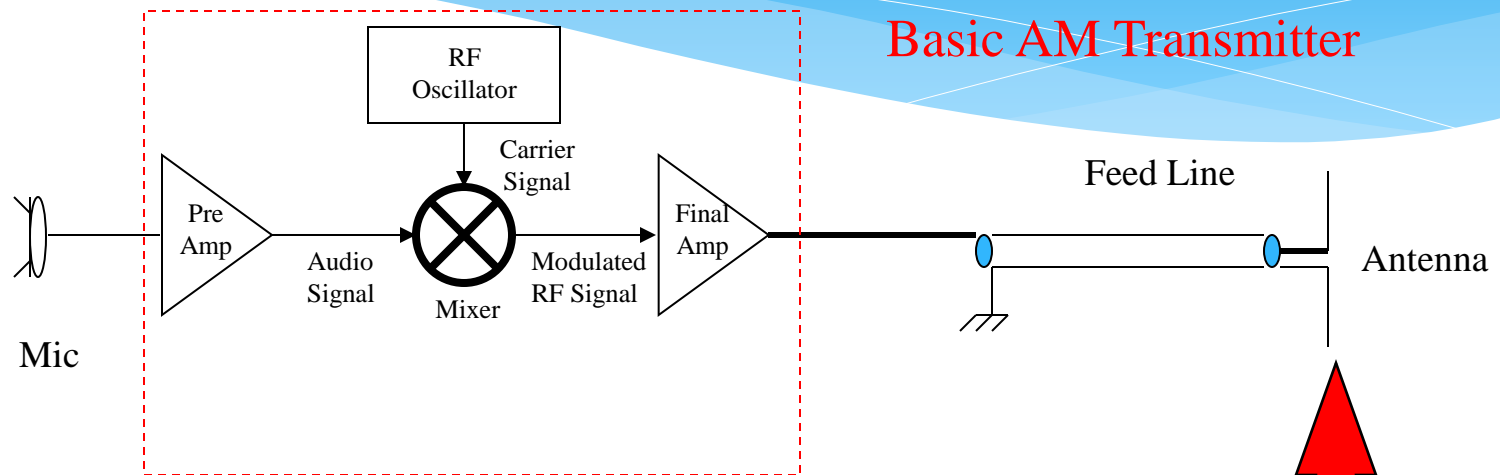 Basic AM Transmitter
RF
Oscillator
Carrier
Signal
Feed Line
Pre
Amp
Final
Amp
Audio
Signal
Modulated
RF Signal
Antenna
Mixer
Mic